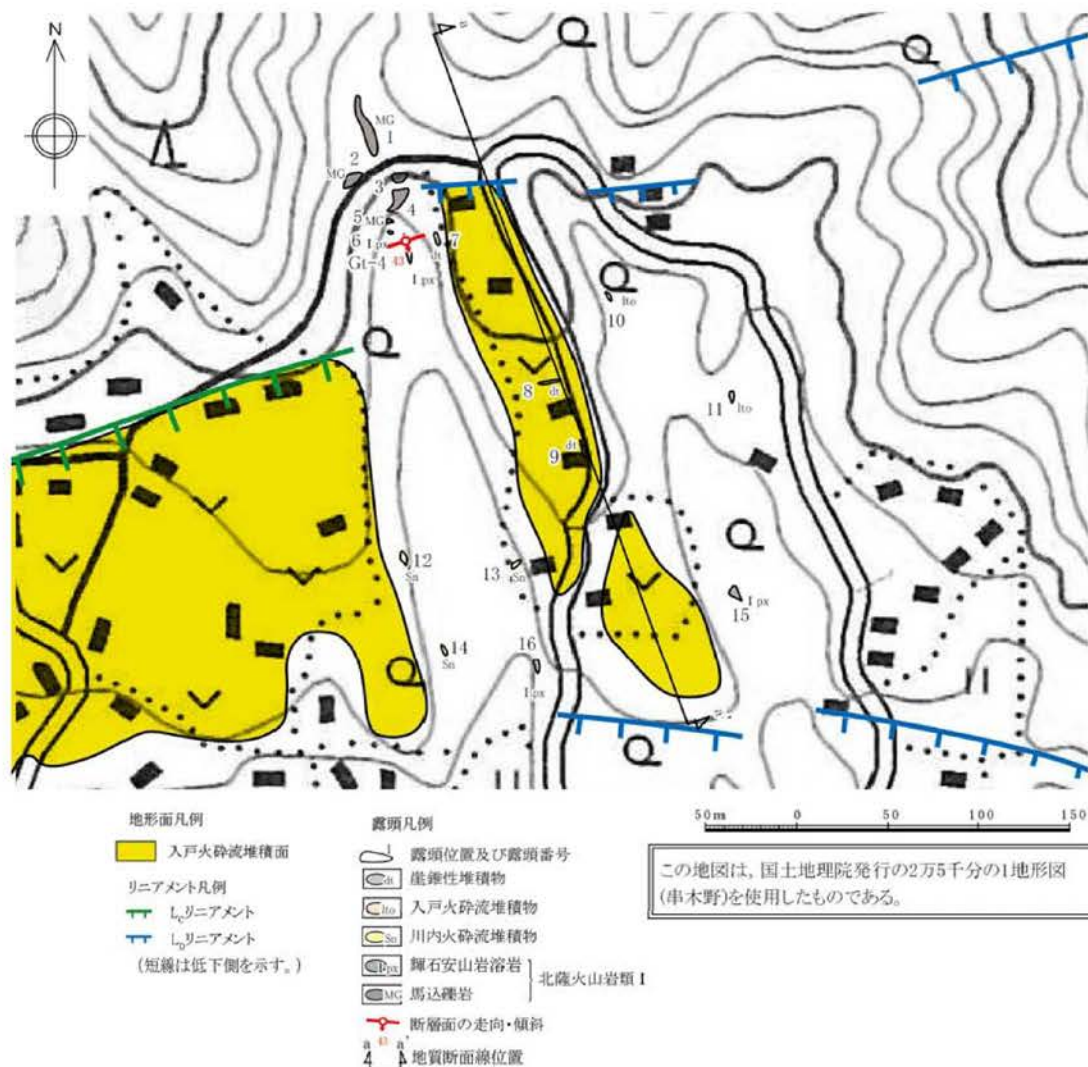 N
a
MG
1
2
MG
3
4
5 MG
6 Ipx
7
dt
Gt-4
43
Ipx
Ito
10
8
dt
11
Ito
9
dt
12
Sn
13
Sn
14
Sn
15
Ipx
16
Ipx
a'
地形面凡例
入戸火砕流堆積面
リニアメント凡例
LCリニアメント
LDリニアメント
(短線は低下側を示す。)
露頭凡例
1
露頭位置及び露頭番号
dt 崖錐性堆積物
Ito 入戸火砕流堆積物
Sn 川内火砕流堆積物
Ipx 輝石安山岩溶岩
MG 馬込礫岩
北薩火山岩類 I
断層面の走向・傾斜
43
a a' 地質断面線位置
50m 0 50 100 150
この地図は、国土地理院発行の2万5千分の1地形図
(串木野)を使用したものである。